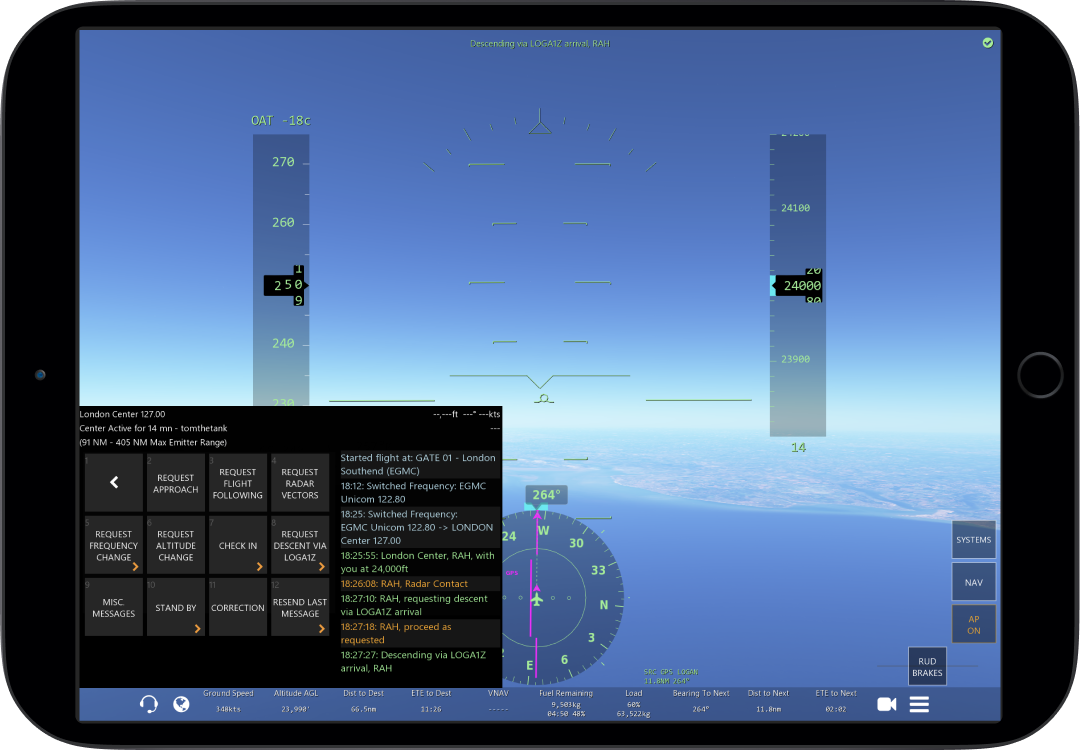 Descending via LOGA1Z arrival, RAH
OAT -18c
270
260
1
250
9
240
230
24100
20
24000
80
23900
14
London Center 127.00
--,---ft ---° ---kts
Center Active for 14 mn - tomthetank
---
(91 NM - 405 NM Max Emitter Range)
1
2
REQUEST
APPROACH
3
REQUEST
FLIGHT
FOLLOWING
4
REQUEST
RADAR
VECTORS
5
REQUEST
FREQUENCY
CHANGE
6
REQUEST
ALTITUDE
CHANGE
7
CHECK IN
8
REQUEST
DESCENT VIA
LOGA1Z
9
MISC.
MESSAGES
10
STAND BY
11
CORRECTION
12
RESEND LAST
MESSAGE
Started flight at: GATE 01 - London
Southend (EGMC)
18:12: Switched Frequency: EGMC
Unicom 122.80
18:25: Switched Frequency:
EGMC Unicom 122.80 -> LONDON
Center 127.00
18:25:55: London Center, RAH, with
you at 24,000ft
18:26:08: RAH, Radar Contact
18:27:10: RAH, requesting descent
via LOGA1Z arrival
18:27:18: RAH, proceed as
requested
18:27:27: Descending via LOGA1Z
arrival, RAH
264°
24
W
30
33
N
3
6
E
GPS
SRC GPS LOGAN
11.8NM 264°
SYSTEMS
NAV
AP
ON
RUD
BRAKES
Ground Speed
348kts
Altitude AGL
23,990'
Dist to Dest
66.5nm
ETE to Dest
11:26
VNAV
-----
Fuel Remaining
9,503kg
04:50 48%
Load
60%
63,522kg
Bearing To Next
264°
Dist to Next
11.8nm
ETE to Next
02:02